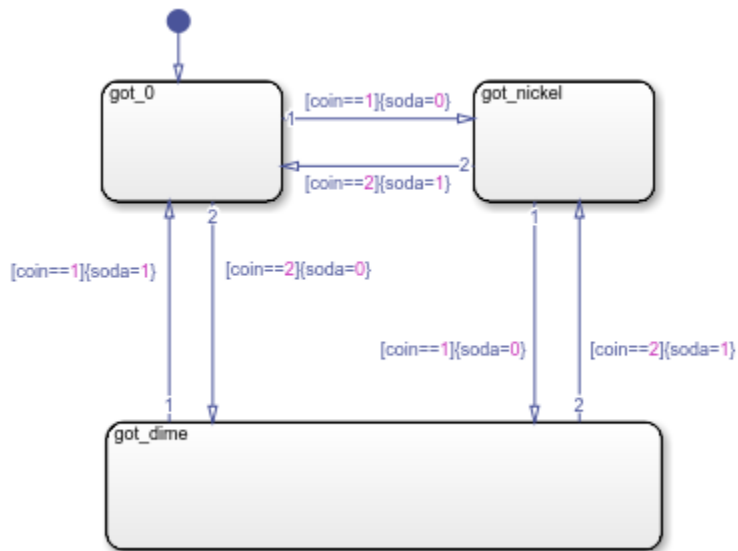 got_0
[coin==1]{soda=0}
got_nickel
1
2
[coin==2]{soda=1}
2
1
[coin==1]{soda=1}
[coin==2]{soda=0}
[coin==1]{soda=0}
[coin==2]{soda=1}
1
2
got_dime